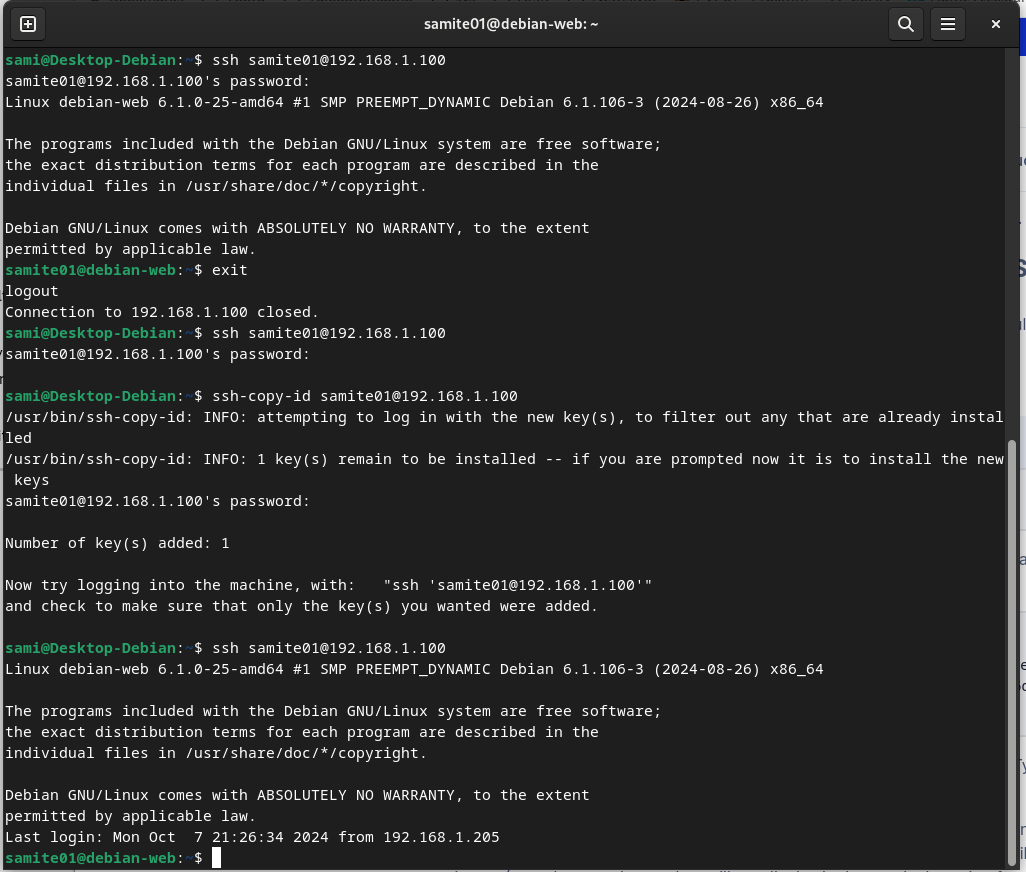 samite01@debian-web: ~
sami@Desktop-Debian:~$ ssh samite01@192.168.1.100
samite01@192.168.1.100's password:
Linux debian-web 6.1.0-25-amd64 #1 SMP PREEMPT_DYNAMIC Debian 6.1.106-3 (2024-08-26) x86_64
The programs included with the Debian GNU/Linux system are free software;
the exact distribution terms for each program are described in the
individual files in /usr/share/doc/*/copyright.
Debian GNU/Linux comes with ABSOLUTELY NO WARRANTY, to the extent
permitted by applicable law.
samite01@debian-web:~$ exit
logout
Connection to 192.168.1.100 closed.
sami@Desktop-Debian:~$ ssh samite01@192.168.1.100
samite01@192.168.1.100's password:
sami@Desktop-Debian:~$ ssh-copy-id samite01@192.168.1.100
/usr/bin/ssh-copy-id: INFO: attempting to log in with the new key(s), to filter out any that are already instal
led
/usr/bin/ssh-copy-id: INFO: 1 key(s) remain to be installed -- if you are prompted now it is to install the new
 keys
samite01@192.168.1.100's password:
Number of key(s) added: 1
Now try logging into the machine, with:   "ssh 'samite01@192.168.1.100'"
and check to make sure that only the key(s) you wanted were added.
sami@Desktop-Debian:~$ ssh samite01@192.168.1.100
Linux debian-web 6.1.0-25-amd64 #1 SMP PREEMPT_DYNAMIC Debian 6.1.106-3 (2024-08-26) x86_64
The programs included with the Debian GNU/Linux system are free software;
the exact distribution terms for each program are described in the
individual files in /usr/share/doc/*/copyright.
Debian GNU/Linux comes with ABSOLUTELY NO WARRANTY, to the extent
permitted by applicable law.
Last login: Mon Oct  7 21:26:34 2024 from 192.168.1.205
samite01@debian-web:~$